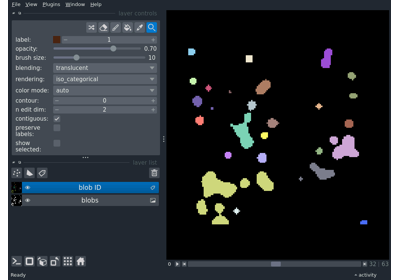 File View Plugins Window Help
layer controls
label: 1
opacity: 0.70
brush size: 10
blending: translucent
rendering: iso_categorical
color mode: auto
contour: 0
n edit dim: 2
contiguous:
preserve
labels:
show
selected:
layer list
blob ID
blobs
32 63
Ready
activity